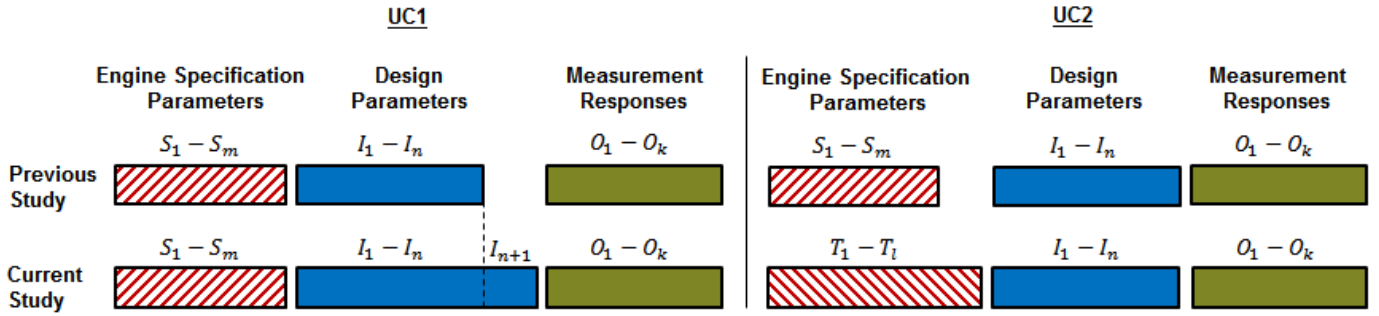 UC1
UC2
Engine Specification Parameters
Design Parameters
Measurement Responses
Engine Specification Parameters
Design Parameters
Measurement Responses
Previous Study
S₁ − Sₘ
I₁ − Iₙ
O₁ − Oₖ
S₁ − Sₘ
I₁ − Iₙ
O₁ − Oₖ
Current Study
S₁ − Sₘ
I₁ − Iₙ
Iₙ₊₁
O₁ − Oₖ
T₁ − Tₗ
I₁ − Iₙ
O₁ − Oₖ